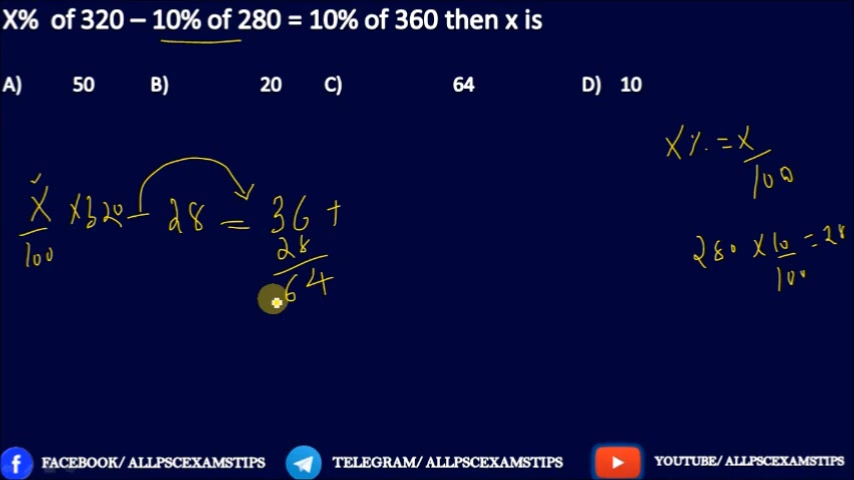 X% of 320 – 10% of 280 = 10% of 360 then x is
A) 50 B) 20 C) 64 D) 10
X% = X/100
X/100 × 320 – 28 = 36 +
28
64
280 × 10/100 = 28
FACEBOOK/ ALLPSCEXAMSTIPS TELEGRAM/ ALLPSCEXAMSTIPS YOUTUBE/ ALLPSCEXAMSTIPS